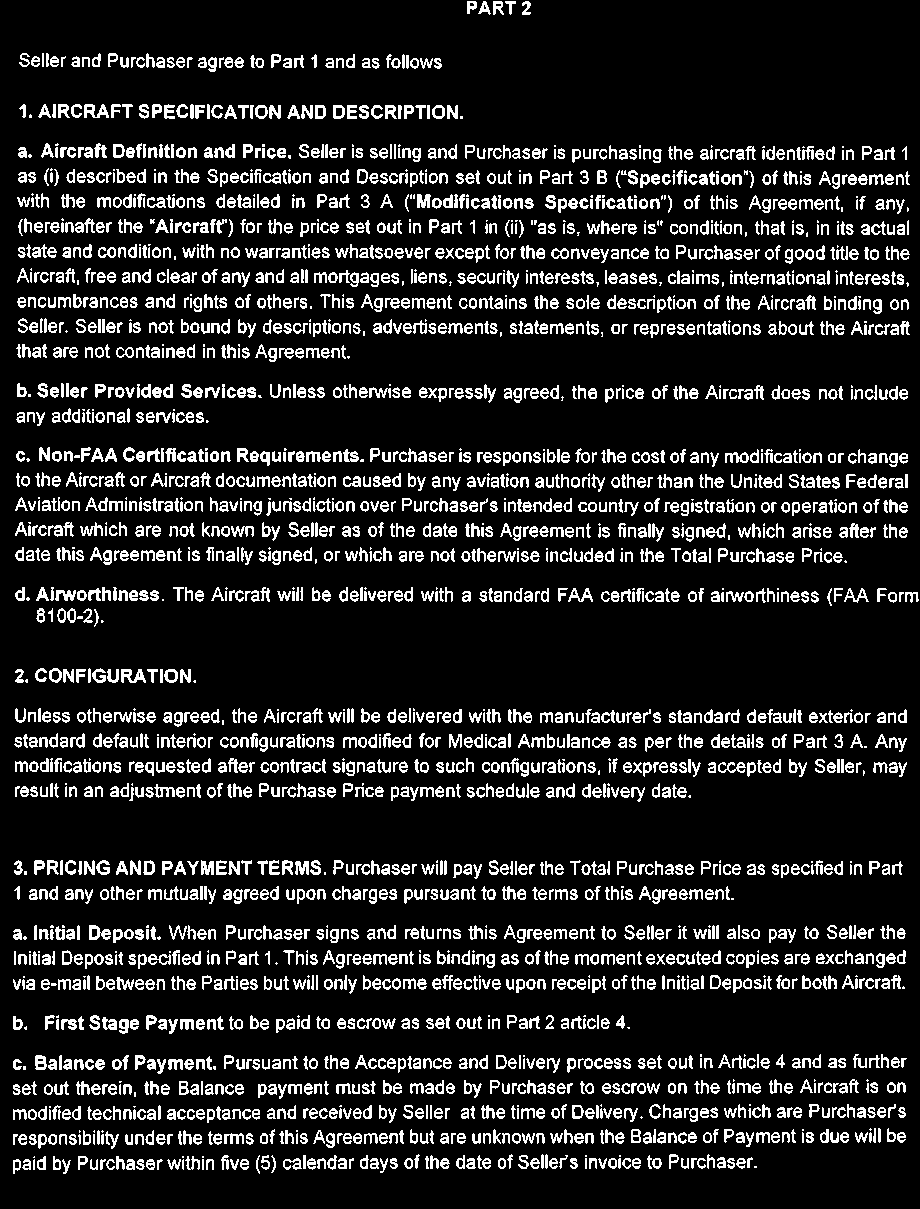 PART 2
Seller and Purchaser agree to Part 1 and as follows
1. AIRCRAFT SPECIFICATION AND DESCRIPTION.
a. Aircraft Definition and Price. Seller is selling and Purchaser is purchasing the aircraft identified in Part 1
as (i) described in the Specification and Description set out in Part 3 B ("Specification") of this Agreement
with the modifications detailed in Part 3 A ("Modifications Specification") of this Agreement, if any,
(hereinafter the "Aircraft") for the price set out in Part 1 in (ii) "as is, where is" condition, that is, in its actual
state and condition, with no warranties whatsoever except for the conveyance to Purchaser of good title to the
Aircraft, free and clear of any and all mortgages, liens, security interests, leases, claims, international interests,
encumbrances and rights of others. This Agreement contains the sole description of the Aircraft binding on
Seller. Seller is not bound by descriptions, advertisements, statements, or representations about the Aircraft
that are not contained in this Agreement.
b. Seller Provided Services. Unless otherwise expressly agreed, the price of the Aircraft does not include
any additional services.
c. Non-FAA Certification Requirements. Purchaser is responsible for the cost of any modification or change
to the Aircraft or Aircraft documentation caused by any aviation authority other than the United States Federal
Aviation Administration having jurisdiction over Purchaser's intended country of registration or operation of the
Aircraft which are not known by Seller as of the date this Agreement is finally signed, which arise after the
date this Agreement is finally signed, or which are not otherwise included in the Total Purchase Price.
d. Airworthiness. The Aircraft will be delivered with a standard FAA certificate of airworthiness (FAA Form
8100-2).
2. CONFIGURATION.
Unless otherwise agreed, the Aircraft will be delivered with the manufacturer's standard default exterior and
standard default interior configurations modified for Medical Ambulance as per the details of Part 3 A. Any
modifications requested after contract signature to such configurations, if expressly accepted by Seller, may
result in an adjustment of the Purchase Price payment schedule and delivery date.
3. PRICING AND PAYMENT TERMS. Purchaser will pay Seller the Total Purchase Price as specified in Part
1 and any other mutually agreed upon charges pursuant to the terms of this Agreement.
a. Initial Deposit. When Purchaser signs and returns this Agreement to Seller it will also pay to Seller the
Initial Deposit specified in Part 1. This Agreement is binding as of the moment executed copies are exchanged
via e-mail between the Parties but will only become effective upon receipt of the Initial Deposit for both Aircraft.
b. First Stage Payment to be paid to escrow as set out in Part 2 article 4.
c. Balance of Payment. Pursuant to the Acceptance and Delivery process set out in Article 4 and as further
set out therein, the Balance payment must be made by Purchaser to escrow on the time the Aircraft is on
modified technical acceptance and received by Seller at the time of Delivery. Charges which are Purchaser's
responsibility under the terms of this Agreement but are unknown when the Balance of Payment is due will be
paid by Purchaser within five (5) calendar days of the date of Seller's invoice to Purchaser.